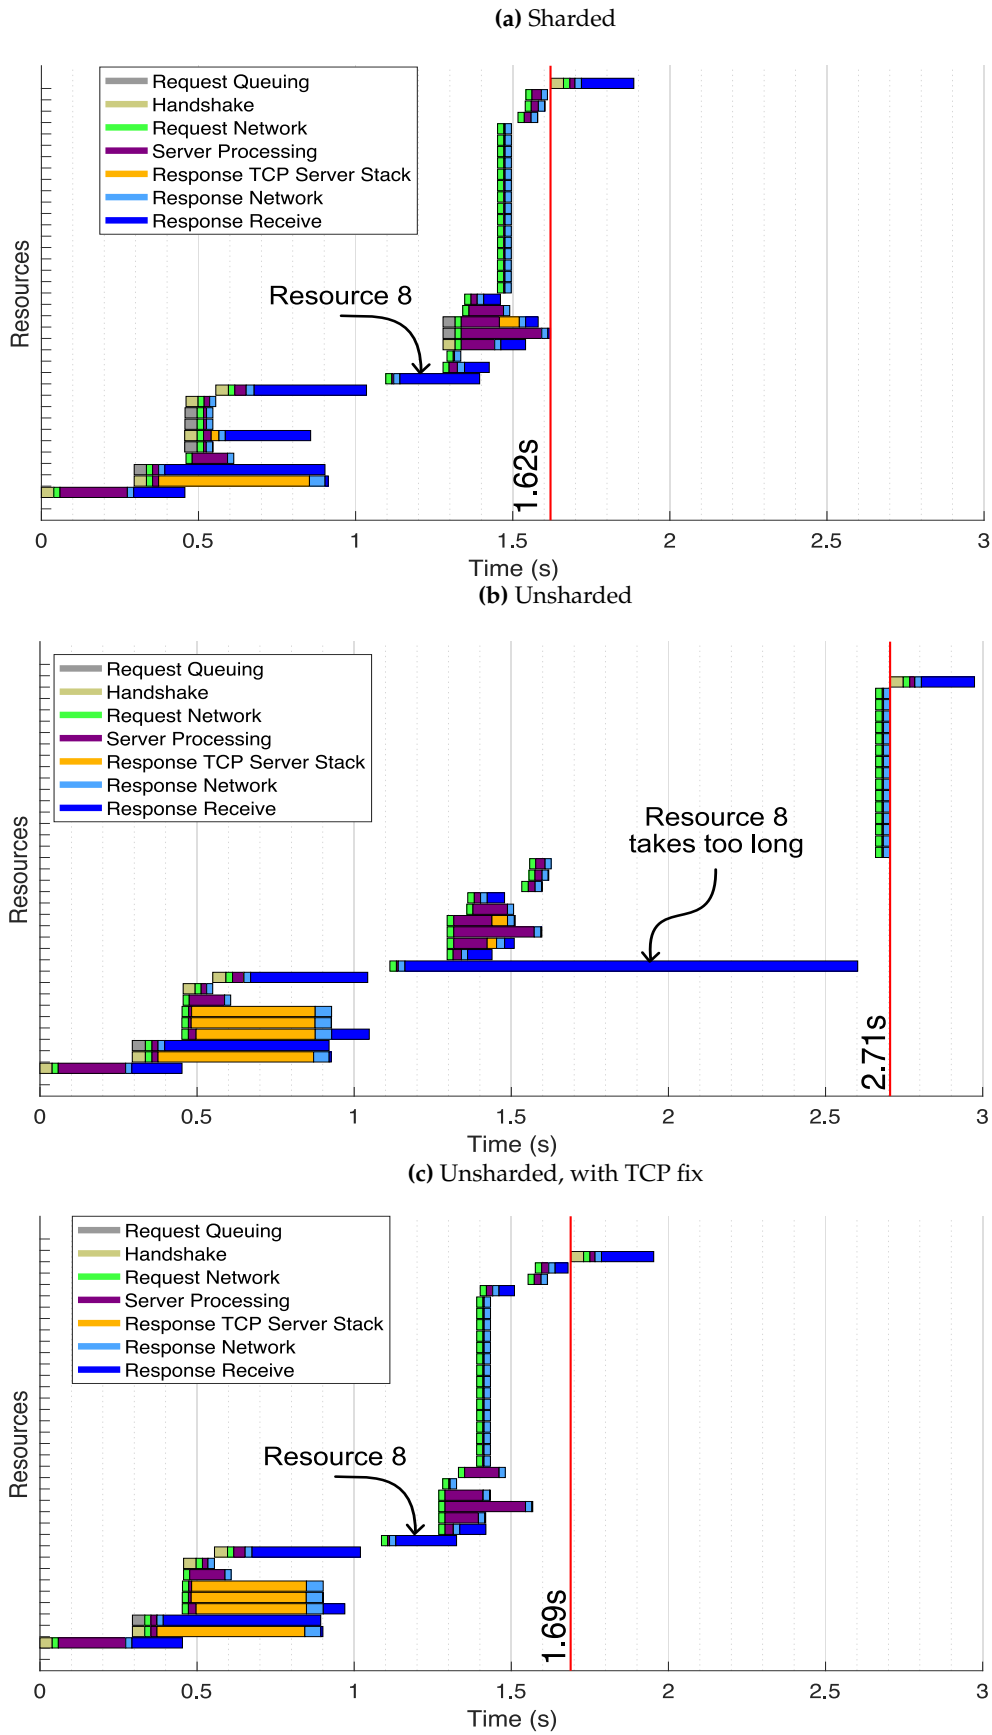 (a) Sharded
Request Queuing
Handshake
Request Network
Server Processing
Response TCP Server Stack
Response Network
Response Receive
Resource 8
Resources
1.62s
0 0.5 1 1.5 2 2.5 3
Time (s)
(b) Unsharded
Request Queuing
Handshake
Request Network
Server Processing
Response TCP Server Stack
Response Network
Response Receive
Resource 8
takes too long
Resources
2.71s
0 0.5 1 1.5 2 2.5 3
Time (s)
(c) Unsharded, with TCP fix
Request Queuing
Handshake
Request Network
Server Processing
Response TCP Server Stack
Response Network
Response Receive
Resource 8
Resources
1.69s
0 0.5 1 1.5 2 2.5 3
Time (s)